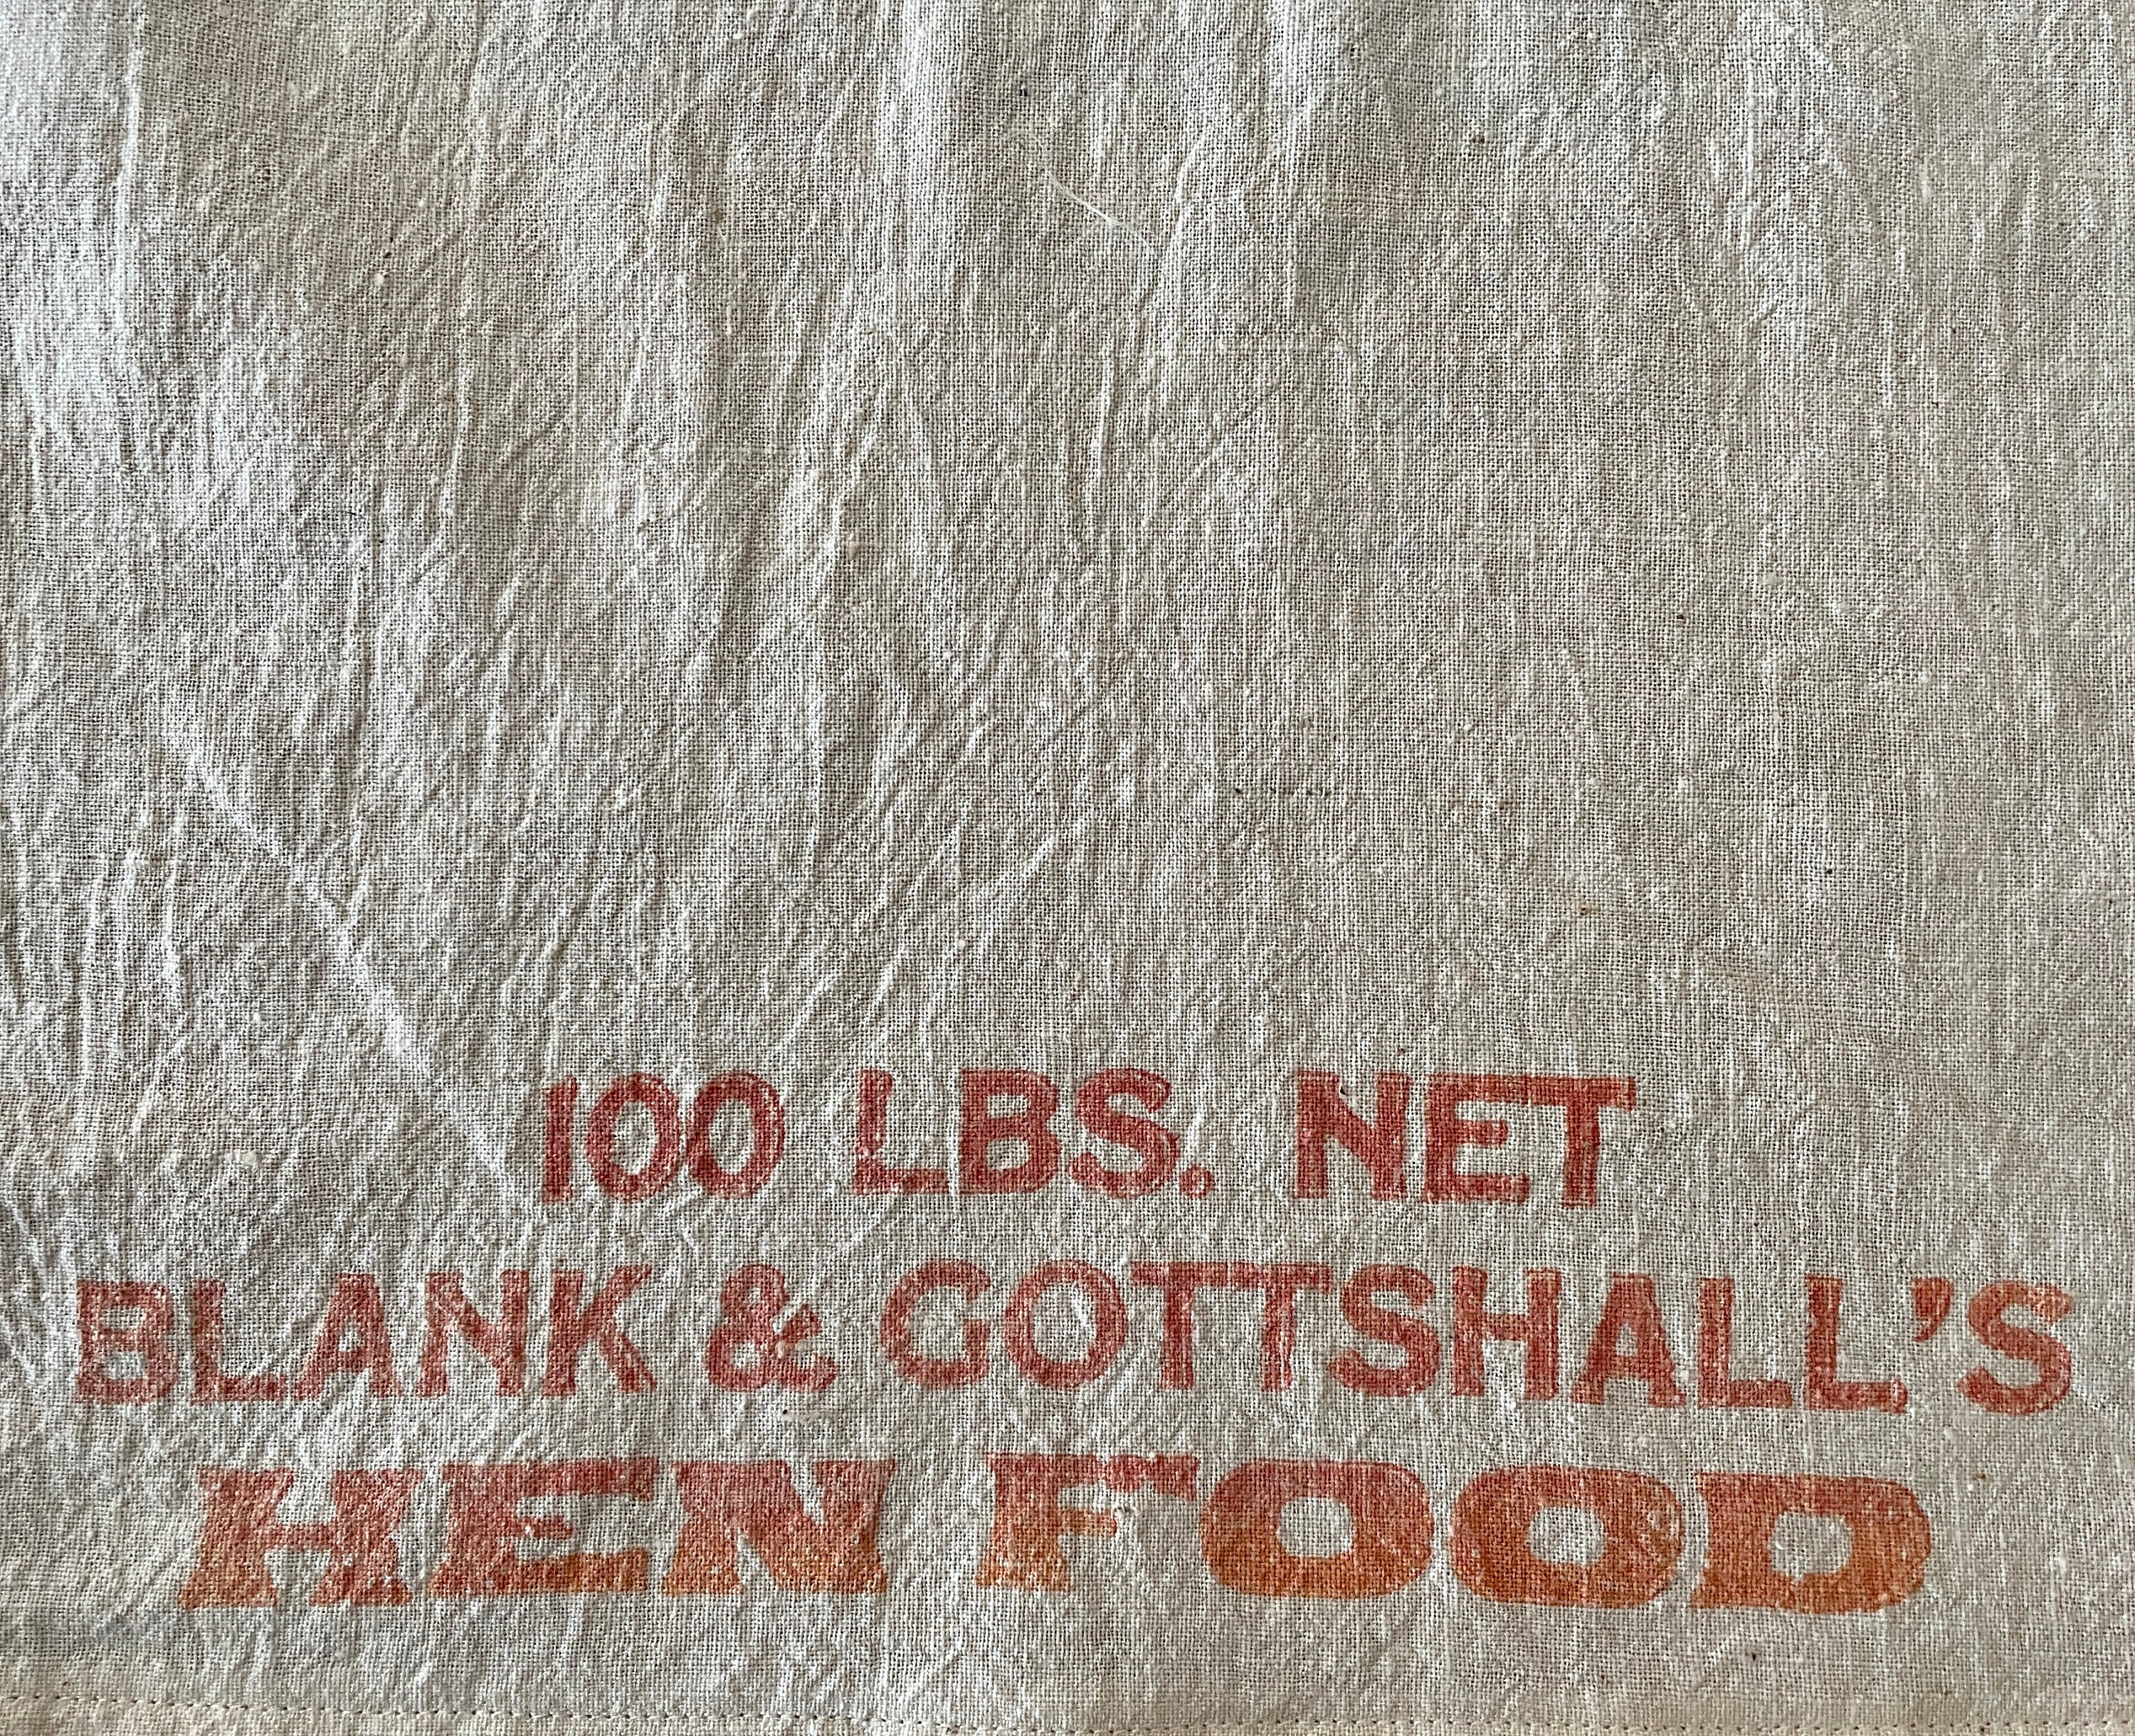 100 LBS. NET
BLANK & GOTTSHALL'S
HEN FOOD